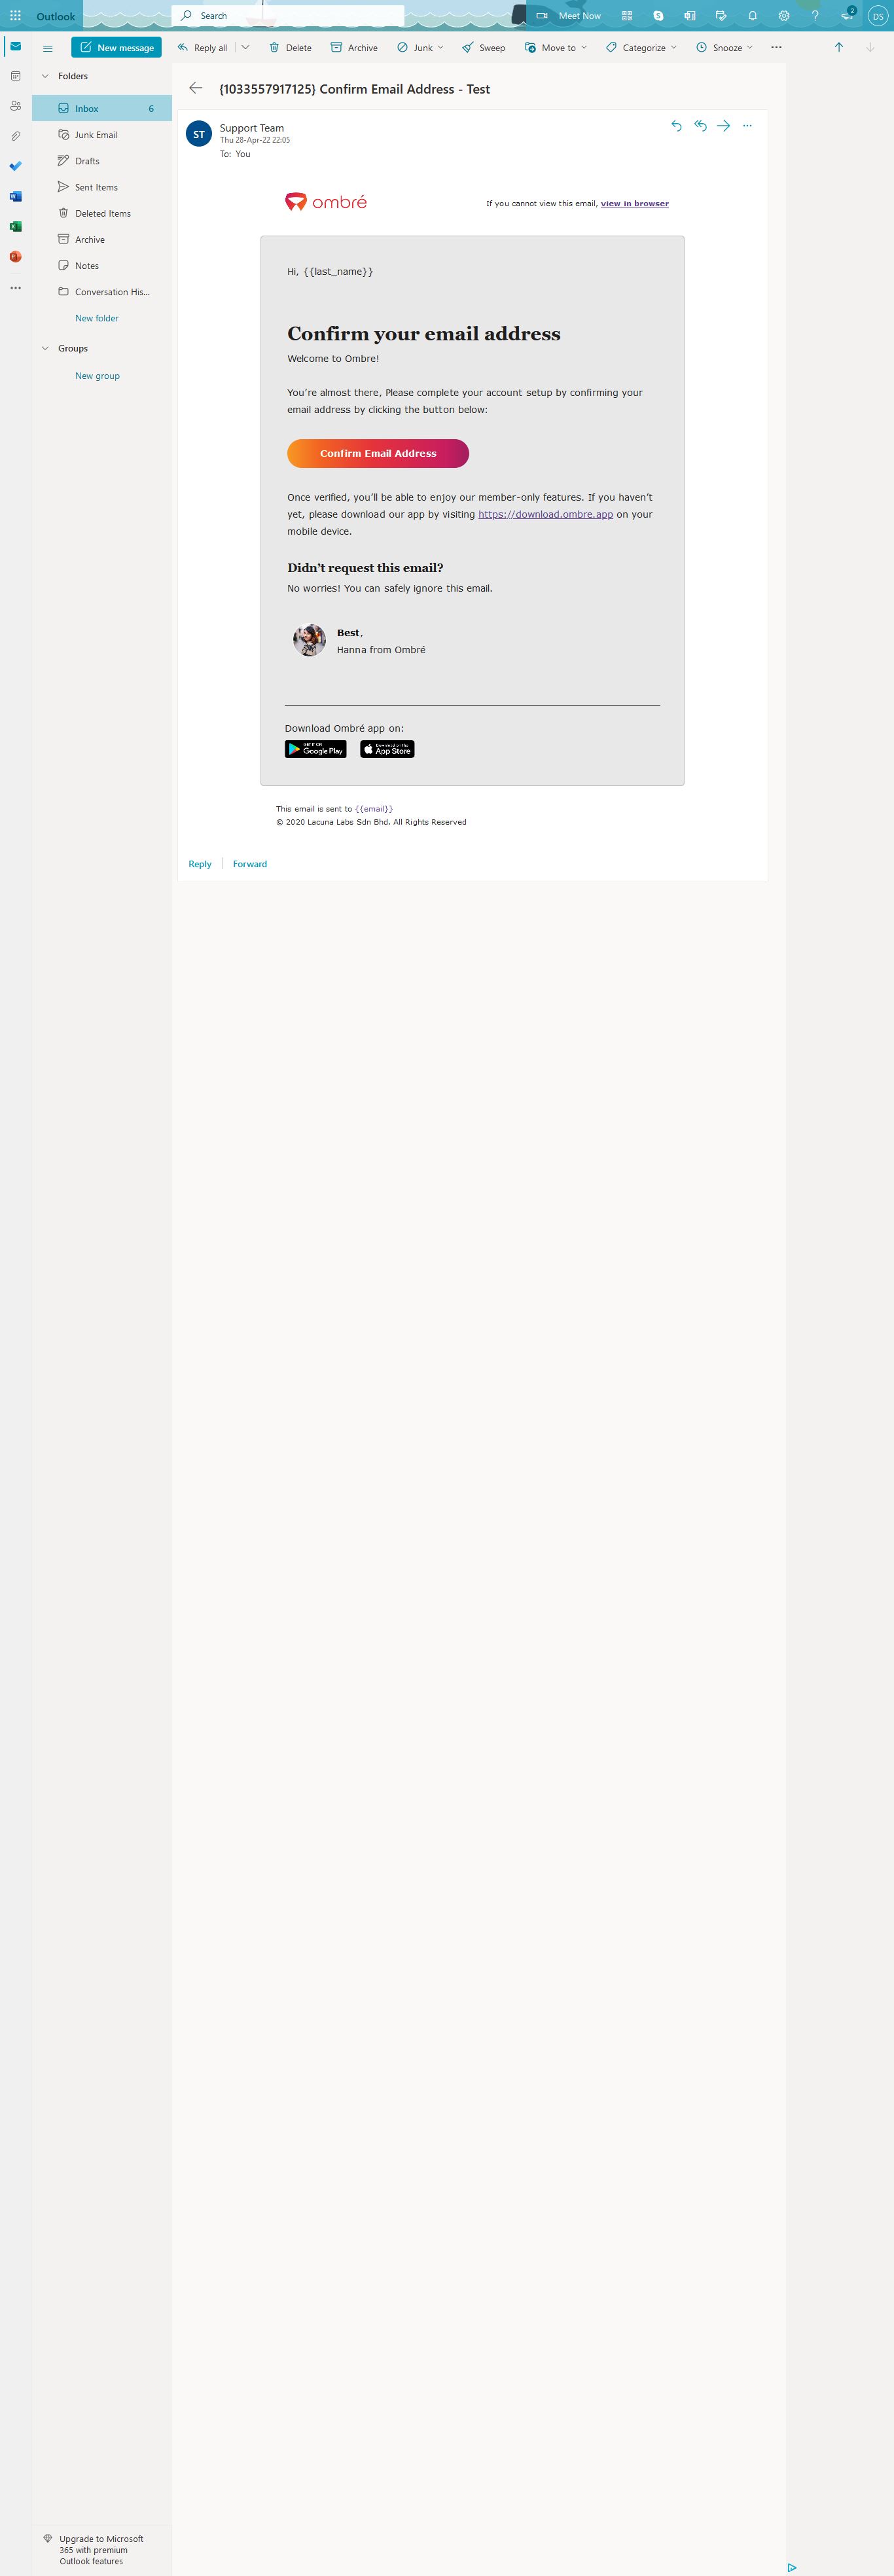 Outlook
Search
Meet Now
2
DS
New message
Reply all
Delete
Archive
Junk
Sweep
Move to
Categorize
Snooze
Folders
Inbox 6
Junk Email
Drafts
Sent Items
Deleted Items
Archive
Notes
Conversation His...
New folder
Groups
New group
{1033557917125} Confirm Email Address - Test
ST
Support Team
Thu 28-Apr-22 22:05
To: You
ombré
If you cannot view this email, view in browser
Hi, {{last_name}}
Confirm your email address
Welcome to Ombre!
You’re almost there, Please complete your account setup by confirming your
email address by clicking the button below:
Confirm Email Address
Once verified, you’ll be able to enjoy our member-only features. If you haven’t
yet, please download our app by visiting https://download.ombre.app on your
mobile device.
Didn’t request this email?
No worries! You can safely ignore this email.
Best,
Hanna from Ombré
Download Ombré app on:
GET IT ON
Google Play
Download on the
App Store
This email is sent to {{email}}
© 2020 Lacuna Labs Sdn Bhd. All Rights Reserved
Reply
Forward
Upgrade to Microsoft
365 with premium
Outlook features